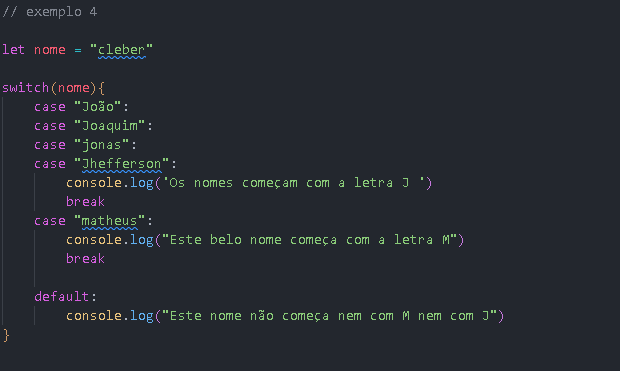 // exemplo 4
let nome = "cleber"
switch(nome){
case "João":
case "Joaquim":
case "jonas":
case "Jhefferson":
console.log('Os nomes começam com a letra J ')
break
case "matheus":
console.log("Este belo nome começa com a letra M")
break
default:
console.log("Este nome não começa nem com M nem com J")
}